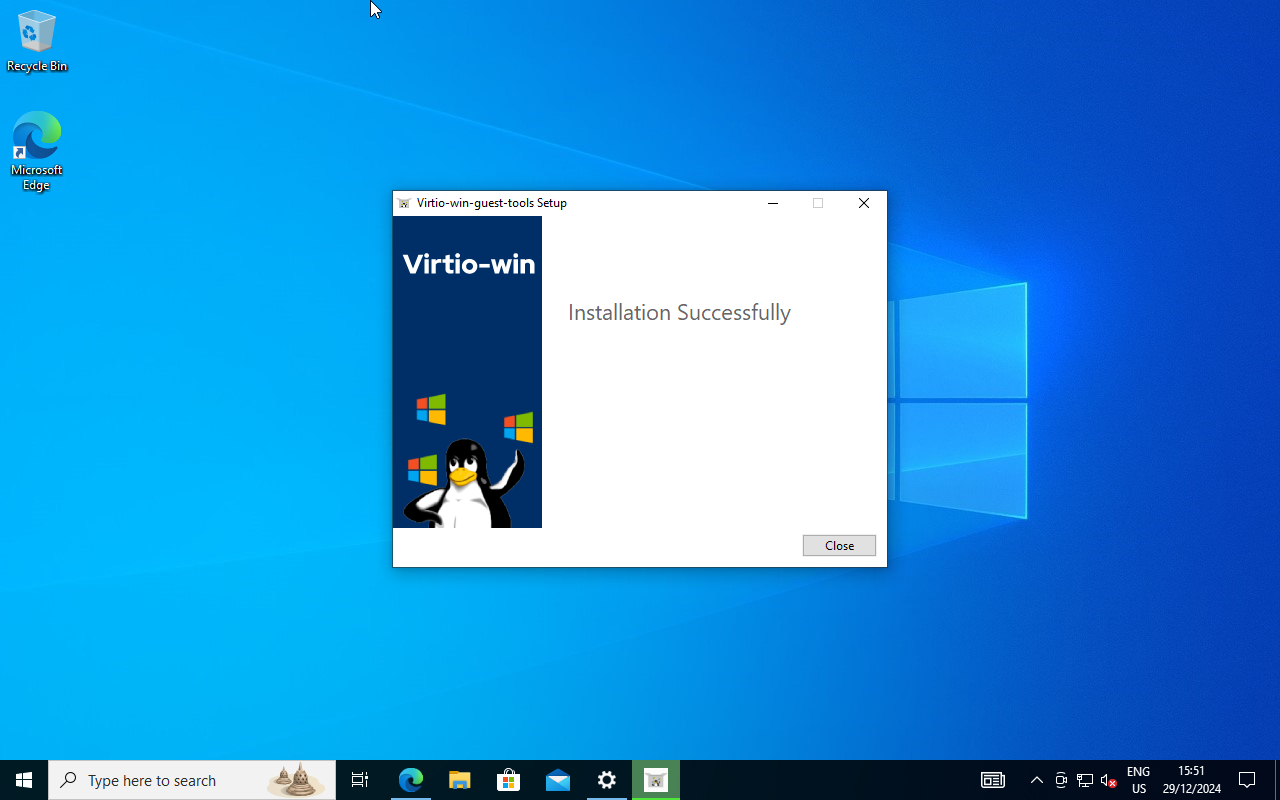 Recycle Bin
Microsoft
Edge
Virtio-win-guest-tools Setup
Virtio-win
Installation Successfully
Close
Type here to search
ENG
US
15:51
29/12/2024